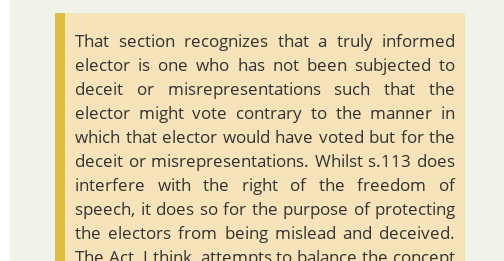 That section recognizes that a truly informed
elector is one who has not been subjected to
deceit or misrepresentations such that the
elector might vote contrary to the manner in
which that elector would have voted but for the
deceit or misrepresentations. Whilst s.113 does
interfere with the right of the freedom of
speech, it does so for the purpose of protecting
the electors from being mislead and deceived.
The Act, I think, attempts to balance the concept